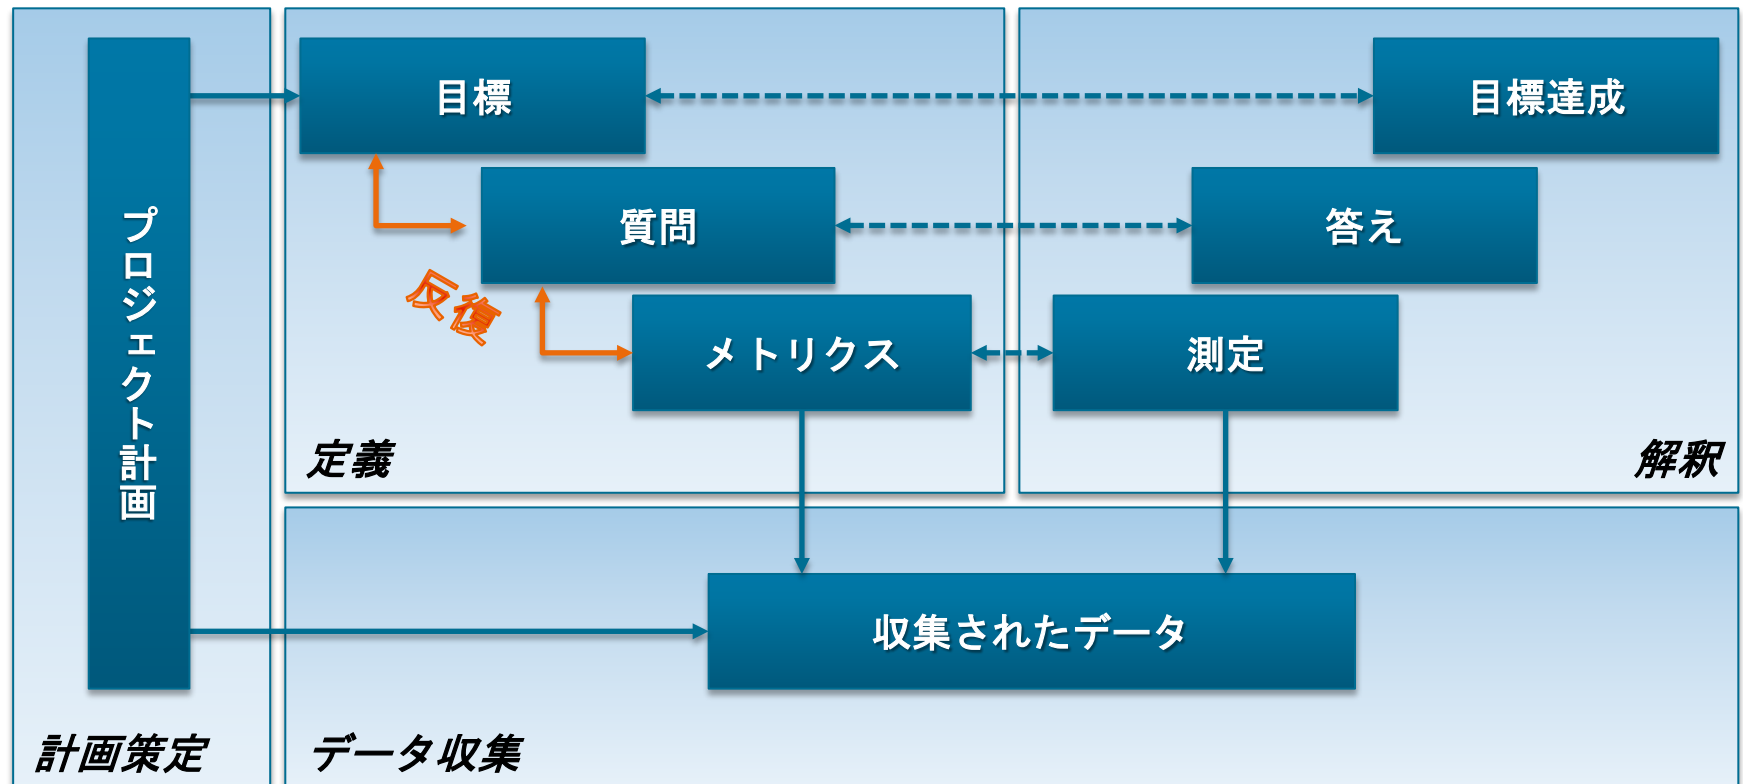 プロジェクト計画
目標
目標達成
質問
答え
反復
メトリクス
測定
定義
解釈
収集されたデータ
計画策定
データ収集